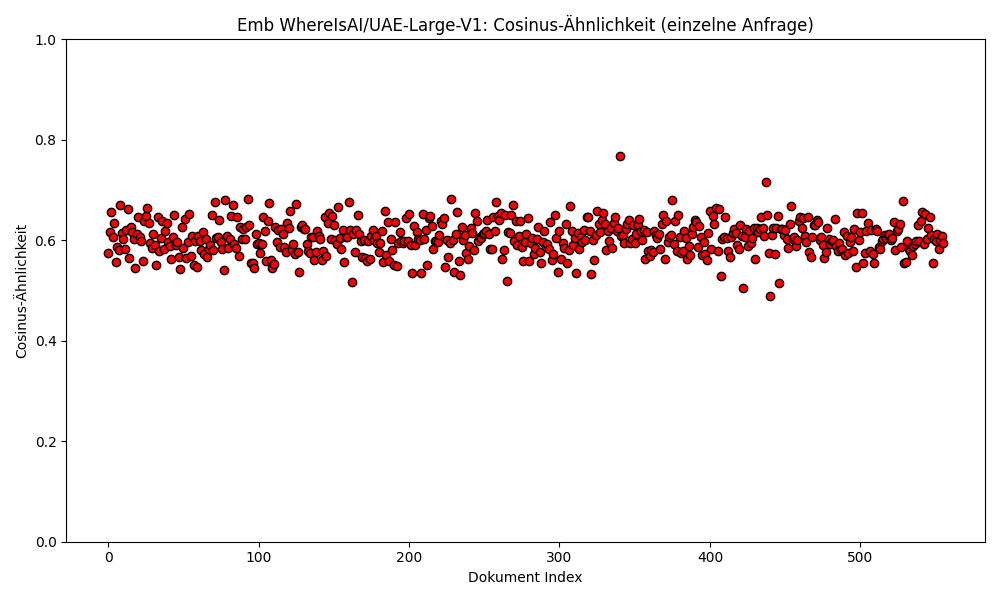 Emb WhereIsAI/UAE-Large-V1: Cosinus-Ähnlichkeit (einzelne Anfrage)
Cosinus-Ähnlichkeit
1.0
0.8
0.6
0.4
0.2
0.0
0 100 200 300 400 500
Dokument Index